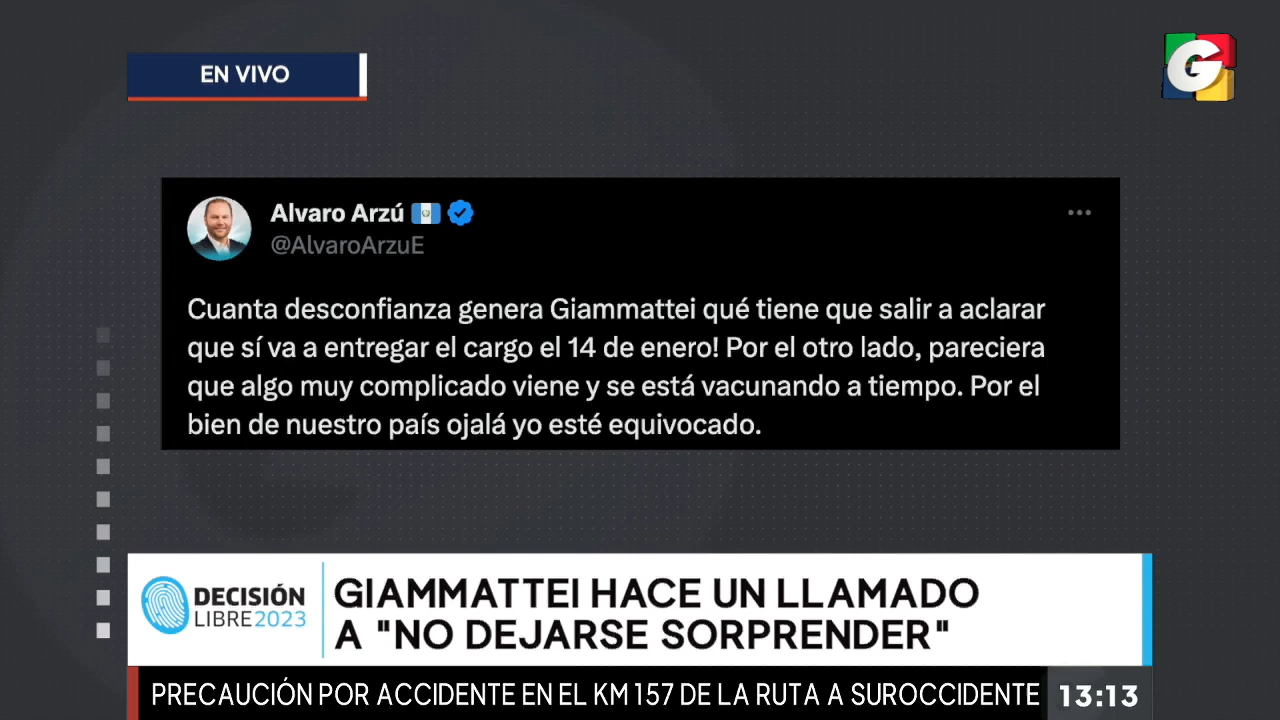 EN VIVO
G
Alvaro Arzú
@AlvaroArzuE
Cuanta desconfianza genera Giammattei qué tiene que salir a aclarar
que sí va a entregar el cargo el 14 de enero! Por el otro lado, pareciera
que algo muy complicado viene y se está vacunando a tiempo. Por el
bien de nuestro país ojalá yo esté equivocado.
DECISIÓN
LIBRE2023
GIAMMATTEI HACE UN LLAMADO
A "NO DEJARSE SORPRENDER"
PRECAUCIÓN POR ACCIDENTE EN EL KM 157 DE LA RUTA A SUROCCIDENTE
13:13